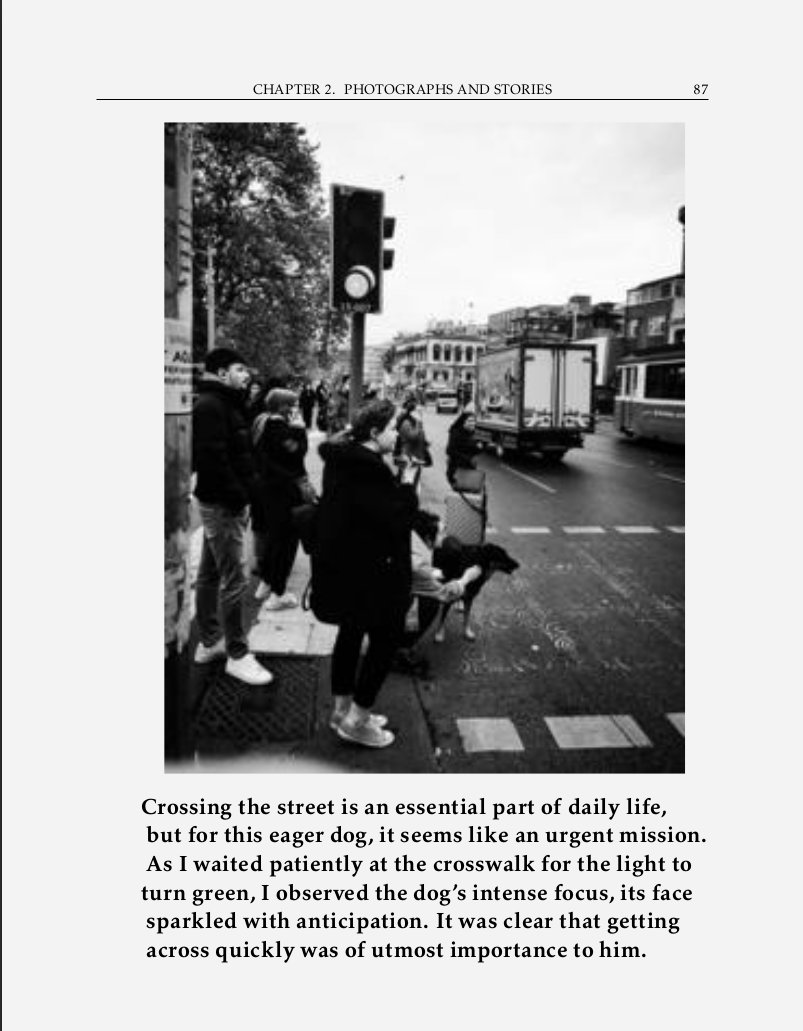 CHAPTER 2. PHOTOGRAPHS AND STORIES 87
Crossing the street is an essential part of daily life,
but for this eager dog, it seems like an urgent mission.
As I waited patiently at the crosswalk for the light to
turn green, I observed the dog's intense focus, its face
sparkled with anticipation. It was clear that getting
across quickly was of utmost importance to him.